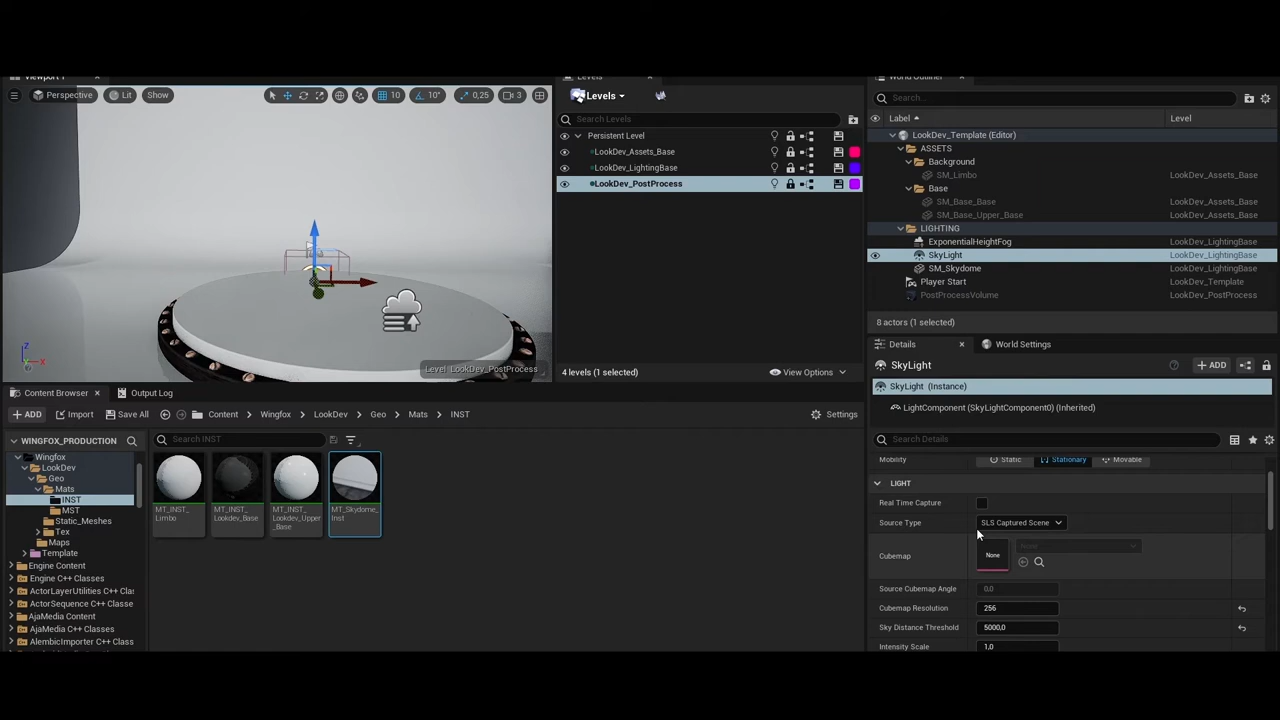 Viewport 1
Perspective
Lit
Show
10
10°
0,25
3
Level: LookDev_PostProcess
Levels
Levels
Search Levels
Persistent Level
LookDev_Assets_Base
LookDev_LightingBase
LookDev_PostProcess
4 levels (1 selected)
View Options
World Outliner
Search...
Label
Level
LookDev_Template (Editor)
ASSETS
Background
SM_Limbo LookDev_Assets_Base
Base
SM_Base_Base LookDev_Assets_Base
SM_Base_Upper_Base LookDev_Assets_Base
LIGHTING
ExponentialHeightFog LookDev_LightingBase
SkyLight LookDev_LightingBase
SM_Skydome LookDev_LightingBase
Player Start LookDev_Template
PostProcessVolume LookDev_PostProcess
8 actors (1 selected)
Details
World Settings
SkyLight
ADD
SkyLight (Instance)
LightComponent (SkyLightComponent0) (Inherited)
Search Details
Mobility
Static
Stationary
Movable
LIGHT
Real Time Capture
Source Type
SLS Captured Scene
Cubemap
None
None
Source Cubemap Angle 0,0
Cubemap Resolution 256
Sky Distance Threshold 5000,0
Intensity Scale 1,0
Content Browser
Output Log
ADD
Import
Save All
Content
Wingfox
LookDev
Geo
Mats
INST
Settings
WINGFOX_PRODUCTION
Search INST
Wingfox
LookDev
Geo
Mats
INST
MST
Static_Meshes
Tex
Maps
Template
Engine Content
Engine C++ Classes
ActorLayerUtilities C++ Class
ActorSequence C++ Classe
AjaMedia Content
AjaMedia C++ Classes
AlembicImporter C++ Class
MT_INST_
Limbo
MT_INST_
Lookdev_Base
MT_INST_
Lookdev_Upper_
Base
MT_Skydome_
Inst